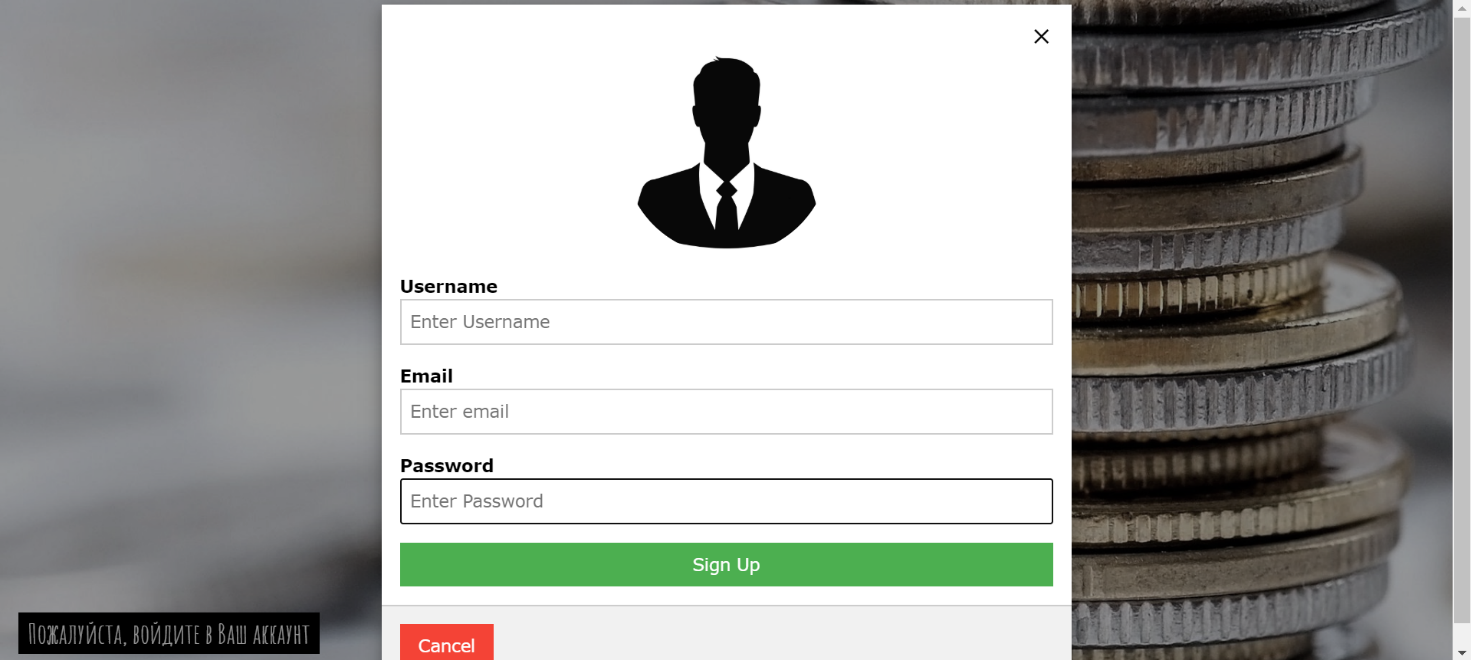 Username
Enter Username
Email
Enter email
Password
Enter Password
Sign Up
Cancel
Пожалуйста, войдите в Ваш аккаунт